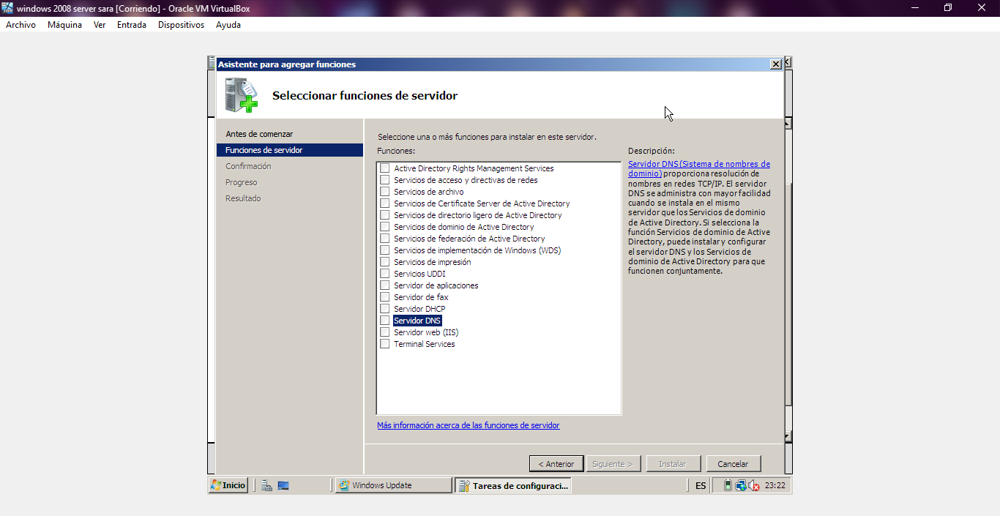 windows 2008 server sara [Corriendo] - Oracle VM VirtualBox
Archivo Máquina Ver Entrada Dispositivos Ayuda
Asistente para agregar funciones
Seleccionar funciones de servidor
Antes de comenzar
Funciones de servidor
Confirmación
Progreso
Resultado
Seleccione una o más funciones para instalar en este servidor.
Funciones:
Active Directory Rights Management Services
Servicios de acceso y directivas de redes
Servicios de archivo
Servicios de Certificate Server de Active Directory
Servicios de directorio ligero de Active Directory
Servicios de dominio de Active Directory
Servicios de federación de Active Directory
Servicios de implementación de Windows (WDS)
Servicios de impresión
Servicios UDDI
Servidor de aplicaciones
Servidor de fax
Servidor DHCP
Servidor DNS
Servidor web (IIS)
Terminal Services
Más información acerca de las funciones de servidor
Descripción:
Servidor DNS (Sistema de nombres de
dominio) proporciona resolución de
nombres en redes TCP/IP. El servidor
DNS se administra con mayor facilidad
cuando se instala en el mismo
servidor que los Servicios de dominio
de Active Directory. Si selecciona la
función Servicios de dominio de Active
Directory, puede instalar y configurar
el servidor DNS y los Servicios de
dominio de Active Directory para que
funcionen conjuntamente.
< Anterior Siguiente > Instalar Cancelar
Inicio Windows Update Tareas de configuraci... ES 23:22